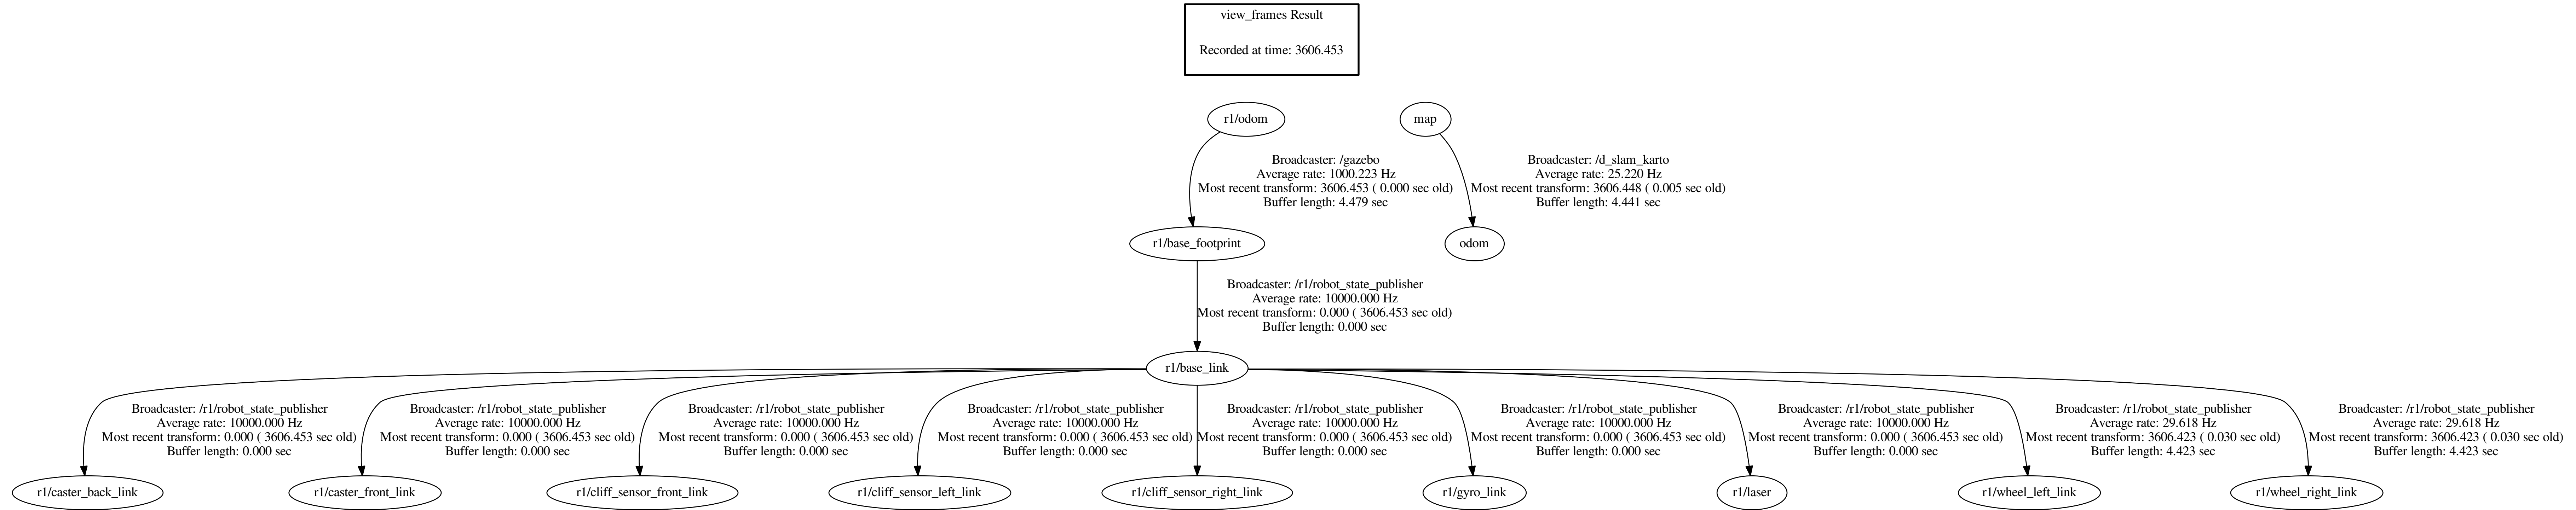 view_frames Result
Recorded at time: 3606.453
r1/odom
map
Broadcaster: /gazebo
Average rate: 1000.223 Hz
Most recent transform: 3606.453 ( 0.000 sec old)
Buffer length: 4.479 sec
Broadcaster: /d_slam_karto
Average rate: 25.220 Hz
Most recent transform: 3606.448 ( 0.005 sec old)
Buffer length: 4.441 sec
r1/base_footprint
odom
Broadcaster: /r1/robot_state_publisher
Average rate: 10000.000 Hz
Most recent transform: 0.000 ( 3606.453 sec old)
Buffer length: 0.000 sec
r1/base_link
Broadcaster: /r1/robot_state_publisher
Average rate: 10000.000 Hz
Most recent transform: 0.000 ( 3606.453 sec old)
Buffer length: 0.000 sec
Broadcaster: /r1/robot_state_publisher
Average rate: 10000.000 Hz
Most recent transform: 0.000 ( 3606.453 sec old)
Buffer length: 0.000 sec
Broadcaster: /r1/robot_state_publisher
Average rate: 10000.000 Hz
Most recent transform: 0.000 ( 3606.453 sec old)
Buffer length: 0.000 sec
Broadcaster: /r1/robot_state_publisher
Average rate: 10000.000 Hz
Most recent transform: 0.000 ( 3606.453 sec old)
Buffer length: 0.000 sec
Broadcaster: /r1/robot_state_publisher
Average rate: 10000.000 Hz
Most recent transform: 0.000 ( 3606.453 sec old)
Buffer length: 0.000 sec
Broadcaster: /r1/robot_state_publisher
Average rate: 10000.000 Hz
Most recent transform: 0.000 ( 3606.453 sec old)
Buffer length: 0.000 sec
Broadcaster: /r1/robot_state_publisher
Average rate: 10000.000 Hz
Most recent transform: 0.000 ( 3606.453 sec old)
Buffer length: 0.000 sec
Broadcaster: /r1/robot_state_publisher
Average rate: 29.618 Hz
Most recent transform: 3606.423 ( 0.030 sec old)
Buffer length: 4.423 sec
Broadcaster: /r1/robot_state_publisher
Average rate: 29.618 Hz
Most recent transform: 3606.423 ( 0.030 sec old)
Buffer length: 4.423 sec
r1/caster_back_link
r1/caster_front_link
r1/cliff_sensor_front_link
r1/cliff_sensor_left_link
r1/cliff_sensor_right_link
r1/gyro_link
r1/laser
r1/wheel_left_link
r1/wheel_right_link